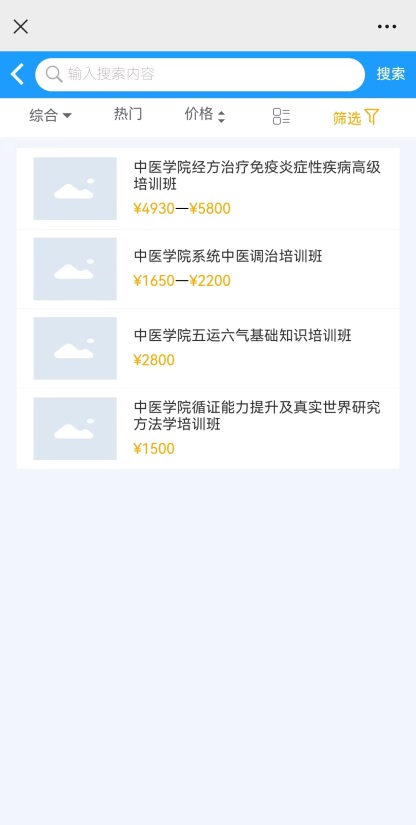 输入搜索内容
搜索
综合
热门
价格
筛选
中医学院经方治疗免疫炎症性疾病高级
培训班
¥4930—¥5800
中医学院系统中医调治培训班
¥1650—¥2200
中医学院五运六气基础知识培训班
¥2800
中医学院循证能力提升及真实世界研究
方法学培训班
¥1500